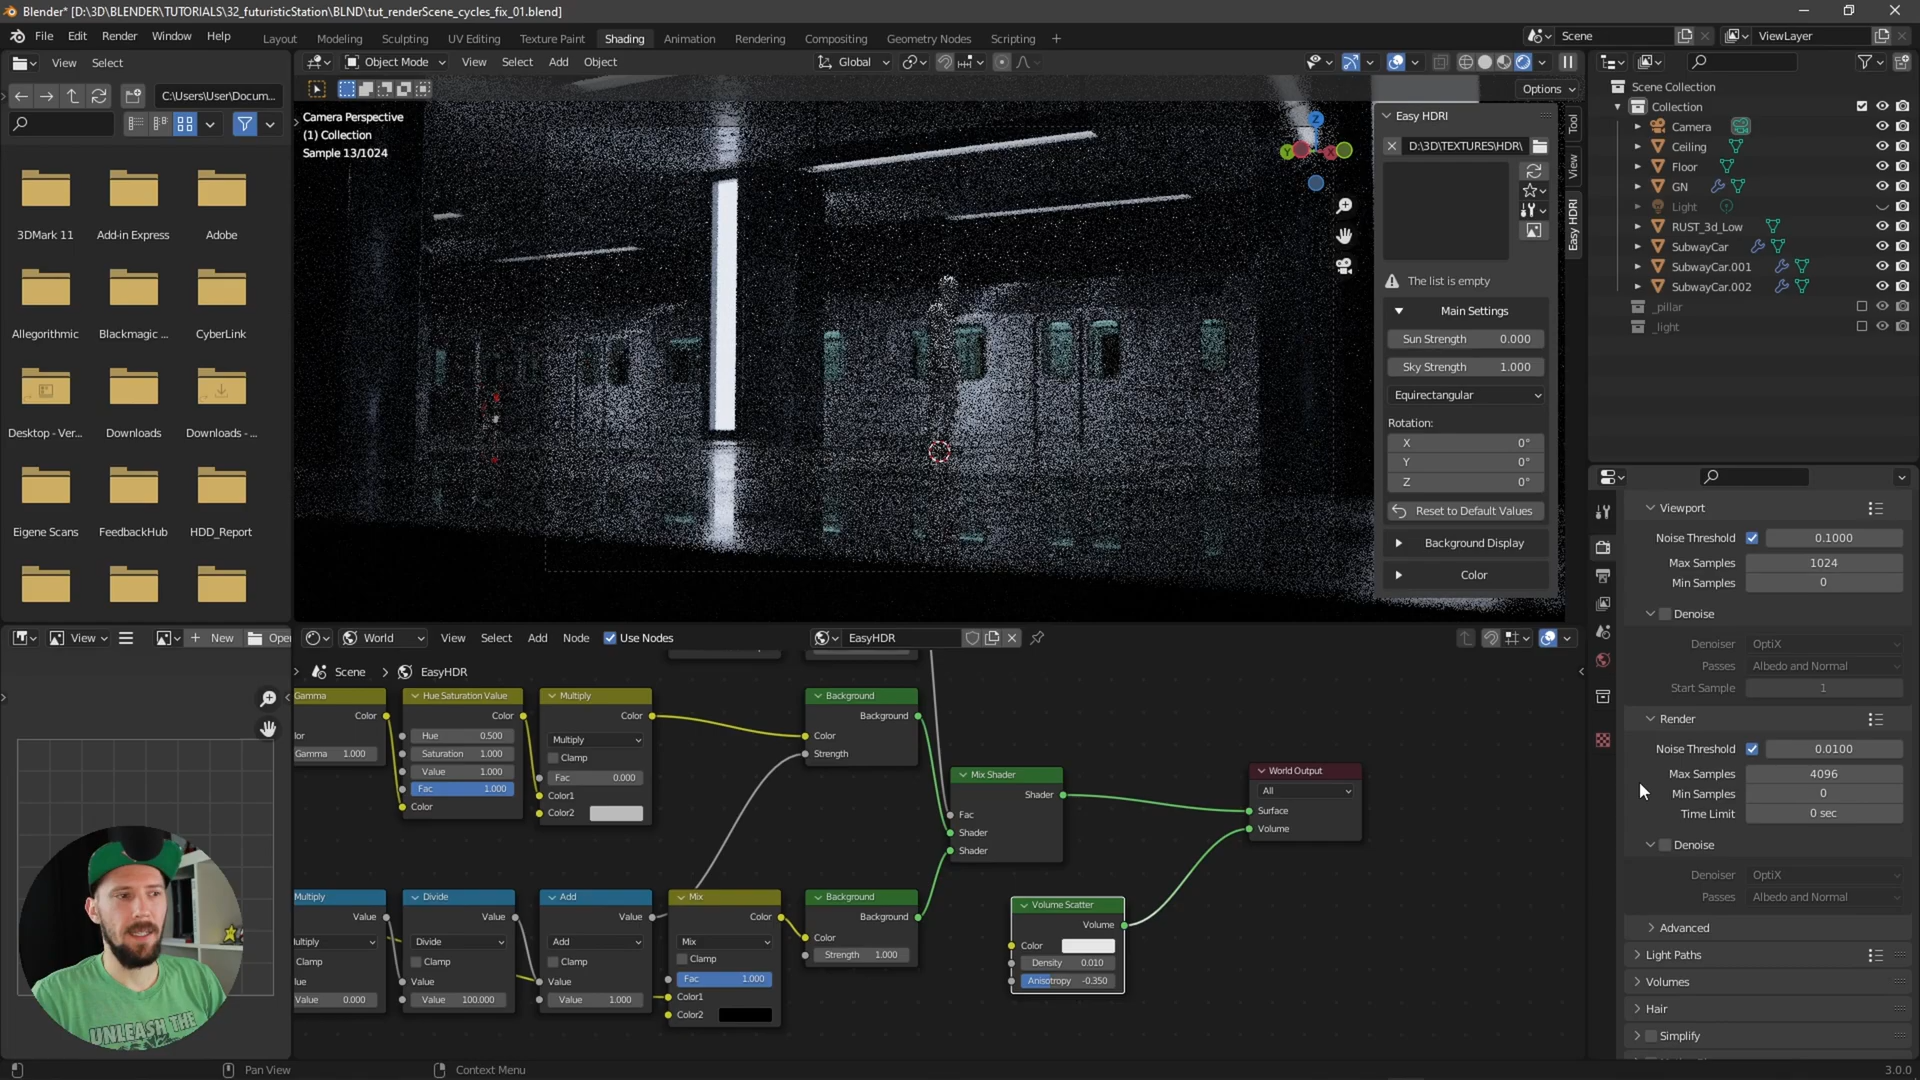 Blender* [D:\3D\BLENDER\TUTORIALS\32_futuristicStation\BLND\tut_renderScene_cycles_fix_01.blend]
File Edit Render Window Help
Layout Modeling Sculpting UV Editing Texture Paint Shading Animation Rendering Compositing Geometry Nodes Scripting
Scene
ViewLayer
View Select
C:\Users\User\Docum...
3DMark 11
Add-in Express
Adobe
Allegorithmic
Blackmagic ...
CyberLink
Desktop - Ver...
Downloads
Downloads - ...
Eigene Scans
FeedbackHub
HDD_Report
Object Mode View Select Add Object
Global
Options
Camera Perspective
(1) Collection
Sample 13/1024
Z
Y
X
Easy HDRI
D:\3D\TEXTURES\HDR\
The list is empty
Main Settings
Sun Strength 0.000
Sky Strength 1.000
Equirectangular
Rotation:
X 0°
Y 0°
Z 0°
Reset to Default Values
Background Display
Color
Tool
View
Easy HDRI
Scene Collection
Collection
Camera
Ceiling
Floor
GN
Light
RUST_3d_Low
SubwayCar
SubwayCar.001
SubwayCar.002
_pillar
_light
Viewport
Noise Threshold 0.1000
Max Samples 1024
Min Samples 0
Denoise
Denoiser OptiX
Passes Albedo and Normal
Start Sample 1
Render
Noise Threshold 0.0100
Max Samples 4096
Min Samples 0
Time Limit 0 sec
Denoise
Denoiser OptiX
Passes Albedo and Normal
Advanced
Light Paths
Volumes
Hair
Simplify
View
New
Open
World View Select Add Node Use Nodes
EasyHDR
Scene > EasyHDR
Gamma
Color
Gamma 1.000
Hue Saturation Value
Color
Hue 0.500
Saturation 1.000
Value 1.000
Fac 1.000
Color
Multiply
Color
Multiply
Clamp
Fac 0.000
Color1
Color2
Background
Background
Color
Strength
Mix Shader
Shader
Fac
Shader
Shader
World Output
All
Surface
Volume
Multiply
Value
Clamp
Value 0.000
Divide
Value
Divide
Clamp
Value
Value 100.000
Add
Value
Add
Clamp
Value
Value 1.000
Mix
Color
Mix
Clamp
Fac 1.000
Color1
Color2
Background
Background
Color
Strength 1.000
Volume Scatter
Volume
Color
Density 0.010
Anisotropy -0.350
UNLEASH THE
Pan View
Context Menu
3.0.0